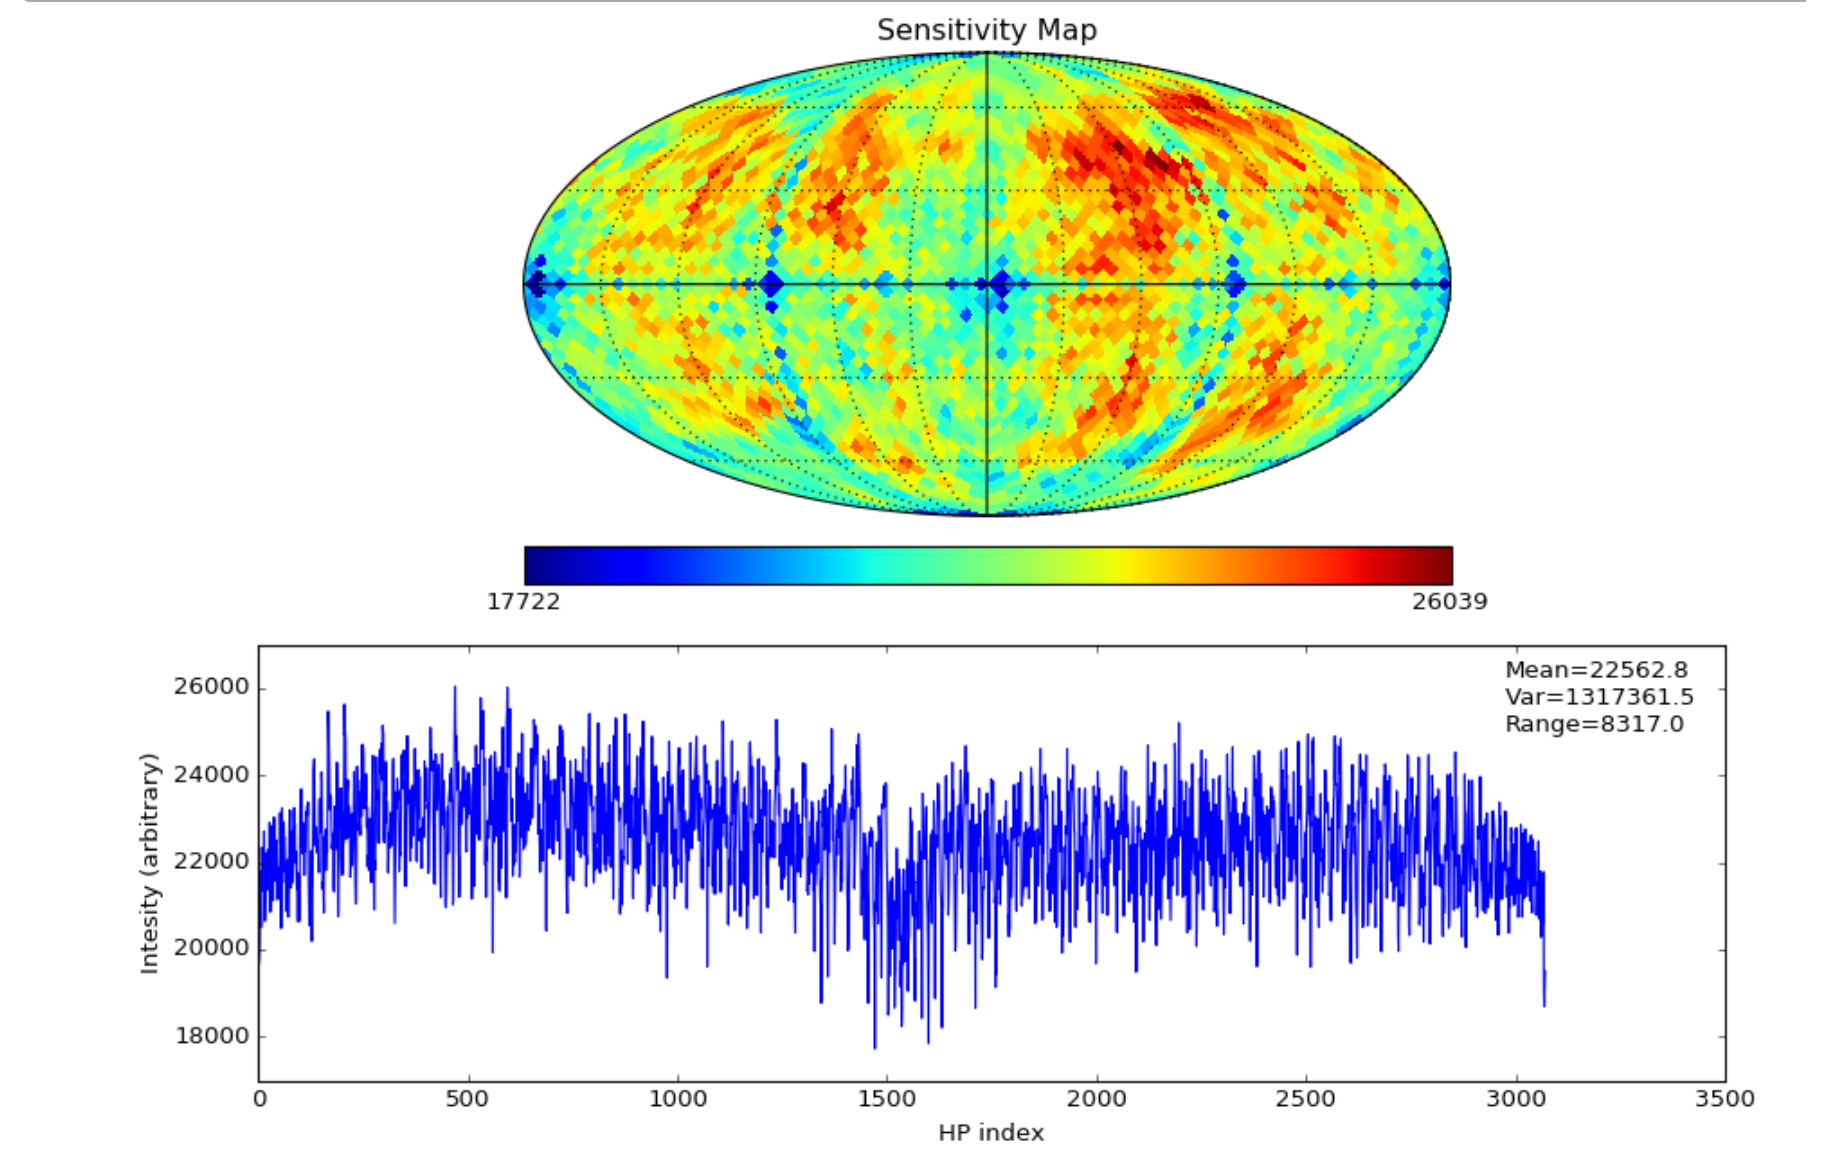 Sensitivity Map
17722 26039
Mean=22562.8
Var=1317361.5
Range=8317.0
26000
24000
22000
20000
18000
Intesity (arbitrary)
0 500 1000 1500 2000 2500 3000 3500
HP index